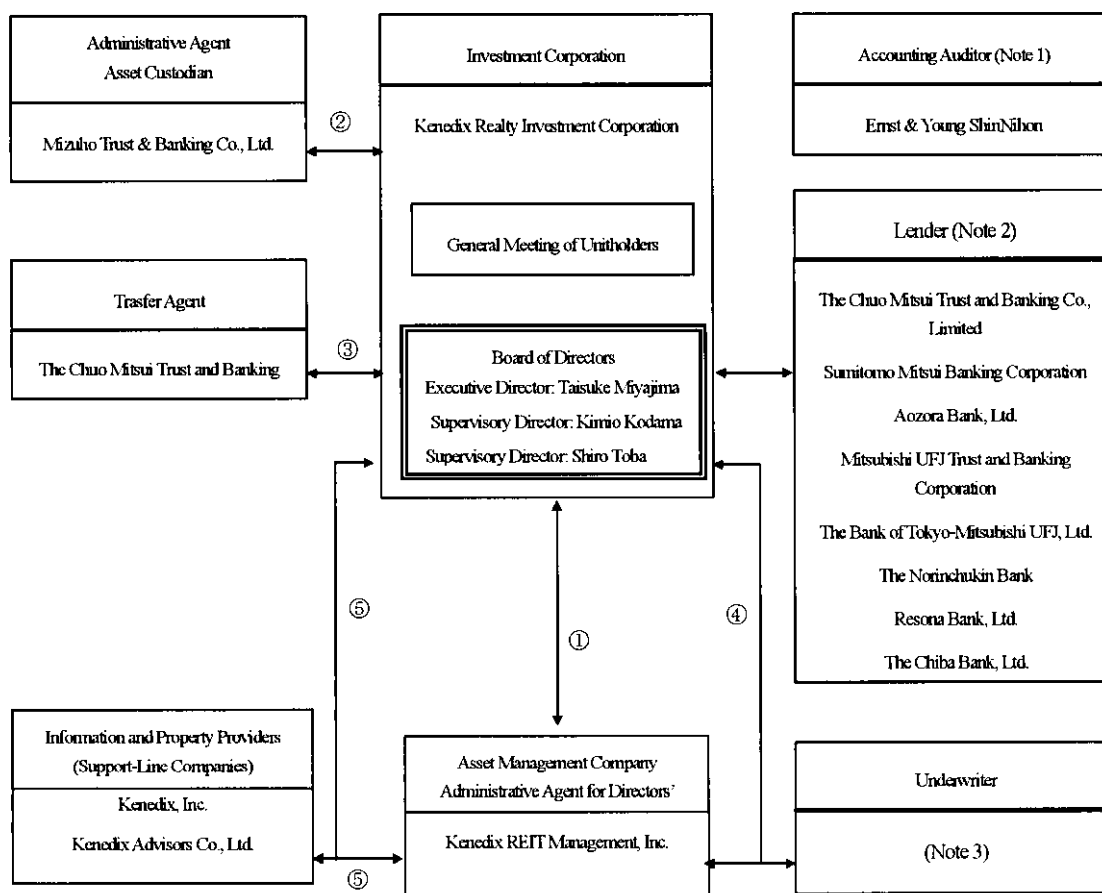 Administrative Agent
Asset Custodian
Mizuho Trust & Banking Co., Ltd.
②
Investment Corporation
Kenedix Realty Investment Corporation
General Meeting of Unitholders
Board of Directors
Executive Director: Taisuke Miyajima
Supervisory Director: Kimio Kodama
Supervisory Director: Shiro Toba
Accounting Auditor (Note 1)
Ernst & Young ShinNihon
Trasfer Agent
The Chuo Mitsui Trust and Banking
③
Lender (Note 2)
The Chuo Mitsui Trust and Banking Co.,
Limited
Sumitomo Mitsui Banking Corporation
Aozora Bank, Ltd.
Mitsubishi UFJ Trust and Banking
Corporation
The Bank of Tokyo-Mitsubishi UFJ, Ltd.
The Norinchukin Bank
Resona Bank, Ltd.
The Chiba Bank, Ltd.
⑤
①
④
Information and Property Providers
(Support-Line Companies)
Kenedix, Inc.
Kenedix Advisors Co., Ltd.
⑤
Asset Management Company
Administrative Agent for Directors'
Kenedix REIT Management, Inc.
Underwriter
(Note 3)